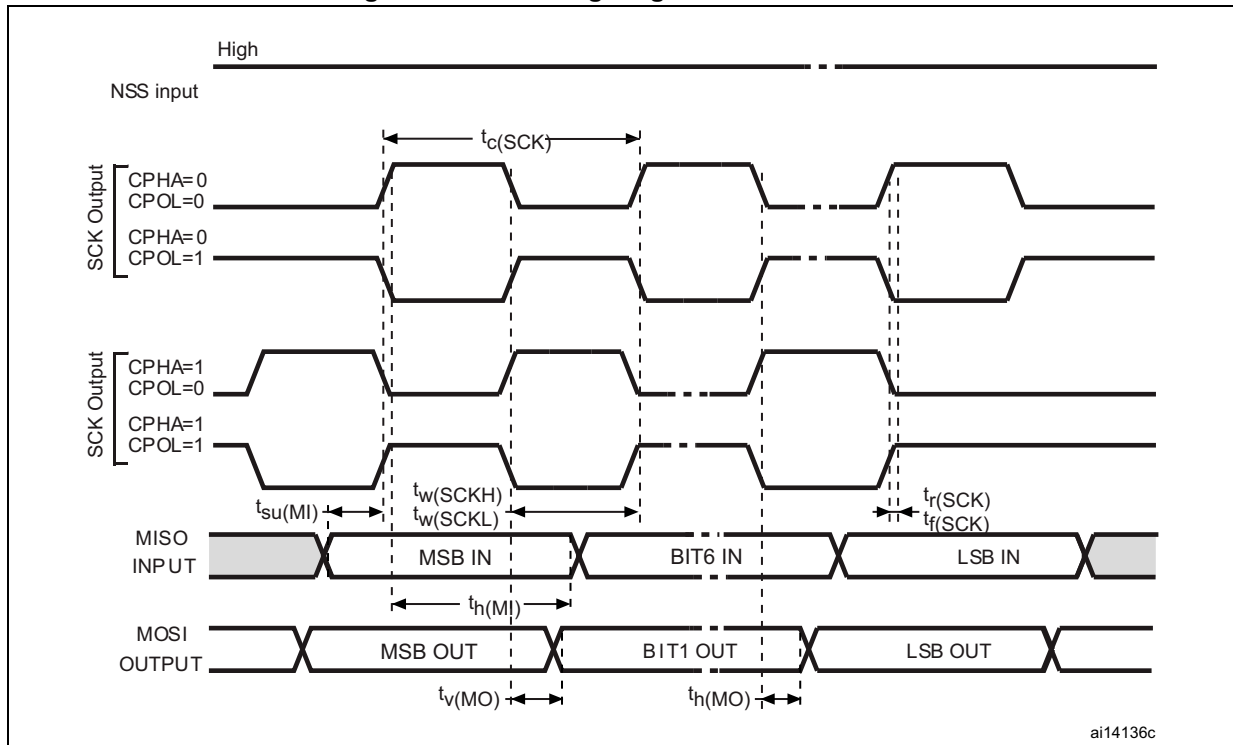 High
NSS input
tc(SCK)
SCK Output
CPHA=0
CPOL=0
CPHA=0
CPOL=1
SCK Output
CPHA=1
CPOL=0
CPHA=1
CPOL=1
tsu(MI)
tw(SCKH)
tw(SCKL)
tr(SCK)
tf(SCK)
MISO
INPUT
MSB IN
BIT6 IN
LSB IN
th(MI)
MOSI
OUTPUT
MSB OUT
BIT1 OUT
LSB OUT
tv(MO)
th(MO)
ai14136c